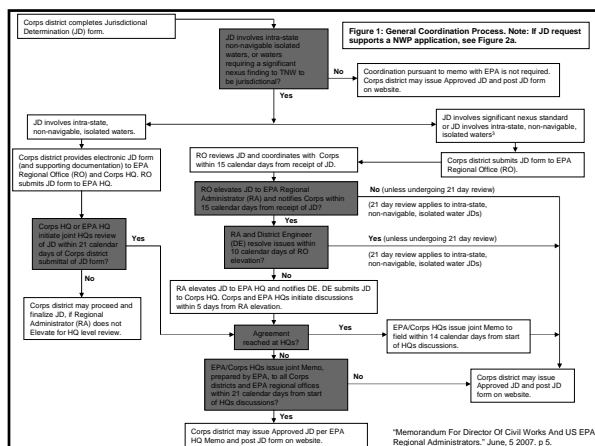 Corps district completes Jurisdictional
Determination (JD) form.
JD involves intra-state
non-navigable isolated
waters, or waters
requiring a significant
nexus finding to TNW to
be jurisdictional?
Figure 1: General Coordination Process. Note: If JD request
supports a NWP application, see Figure 2a.
No
Coordination pursuant to memo with EPA is not required.
Corps district may issue Approved JD and post JD
form on website.
Yes
JD involves intra-state,
non-navigable, isolated waters.
JD involves significant nexus standard
or JD involves intra-state, non-navigable,
isolated waters³
Corps district provides electronic JD form
(and supporting documentation) to EPA
Regional Office (RO) and Corps HQ. RO
submits JD form to EPA HQ.
RO reviews JD and coordinates with Corps
within 15 calendar days from receipt of JD.
Corps district submits JD form to EPA
Regional Office (RO).
RO elevates JD to EPA Regional
Administrator (RA) and notifies Corps
within 15 calendar days from receipt of JD?
No (unless undergoing 21 day review)
(21 day review applies to intra-state,
non-navigable, isolated water JDs)
Corps HQ or EPA HQ
initiate joint HQs review
of JD within 21 calendar
days of Corps district
submittal of JD form?
Yes
Yes
RA and District Engineer
(DE) resolve issues within
10 calendar days of RO
elevation?
Yes (unless undergoing 21 day review)
(21 day review applies to intra-state,
non-navigable, isolated water JDs)
No
No
RA elevates JD to EPA HQ and notifies DE. DE submits JD
to Corps HQ. Corps and EPA HQs initiate discussions
within 5 days from RA elevation.
Corps district may proceed and
finalize JD, if Regional
Administrator (RA) does not
Elevate for HQ level review.
Agreement
reached at HQs?
Yes
EPA/Corps HQs issue joint Memo to
field within 14 calendar days from start
of HQs discussions.
No
EPA/Corps HQs issue joint Memo,
prepared by EPA, to all Corps
districts and EPA regional offices
within 21 calendar days from start
of HQs discussions?
No
Corps district may issue
Approved JD and post JD
form on website.
Yes
Corps district may issue Approved JD per EPA
HQ Memo and post JD form on website.
"Memorandum For Director Of Civil Works And US EPA
Regional Administrators." June, 5 2007. p 5.